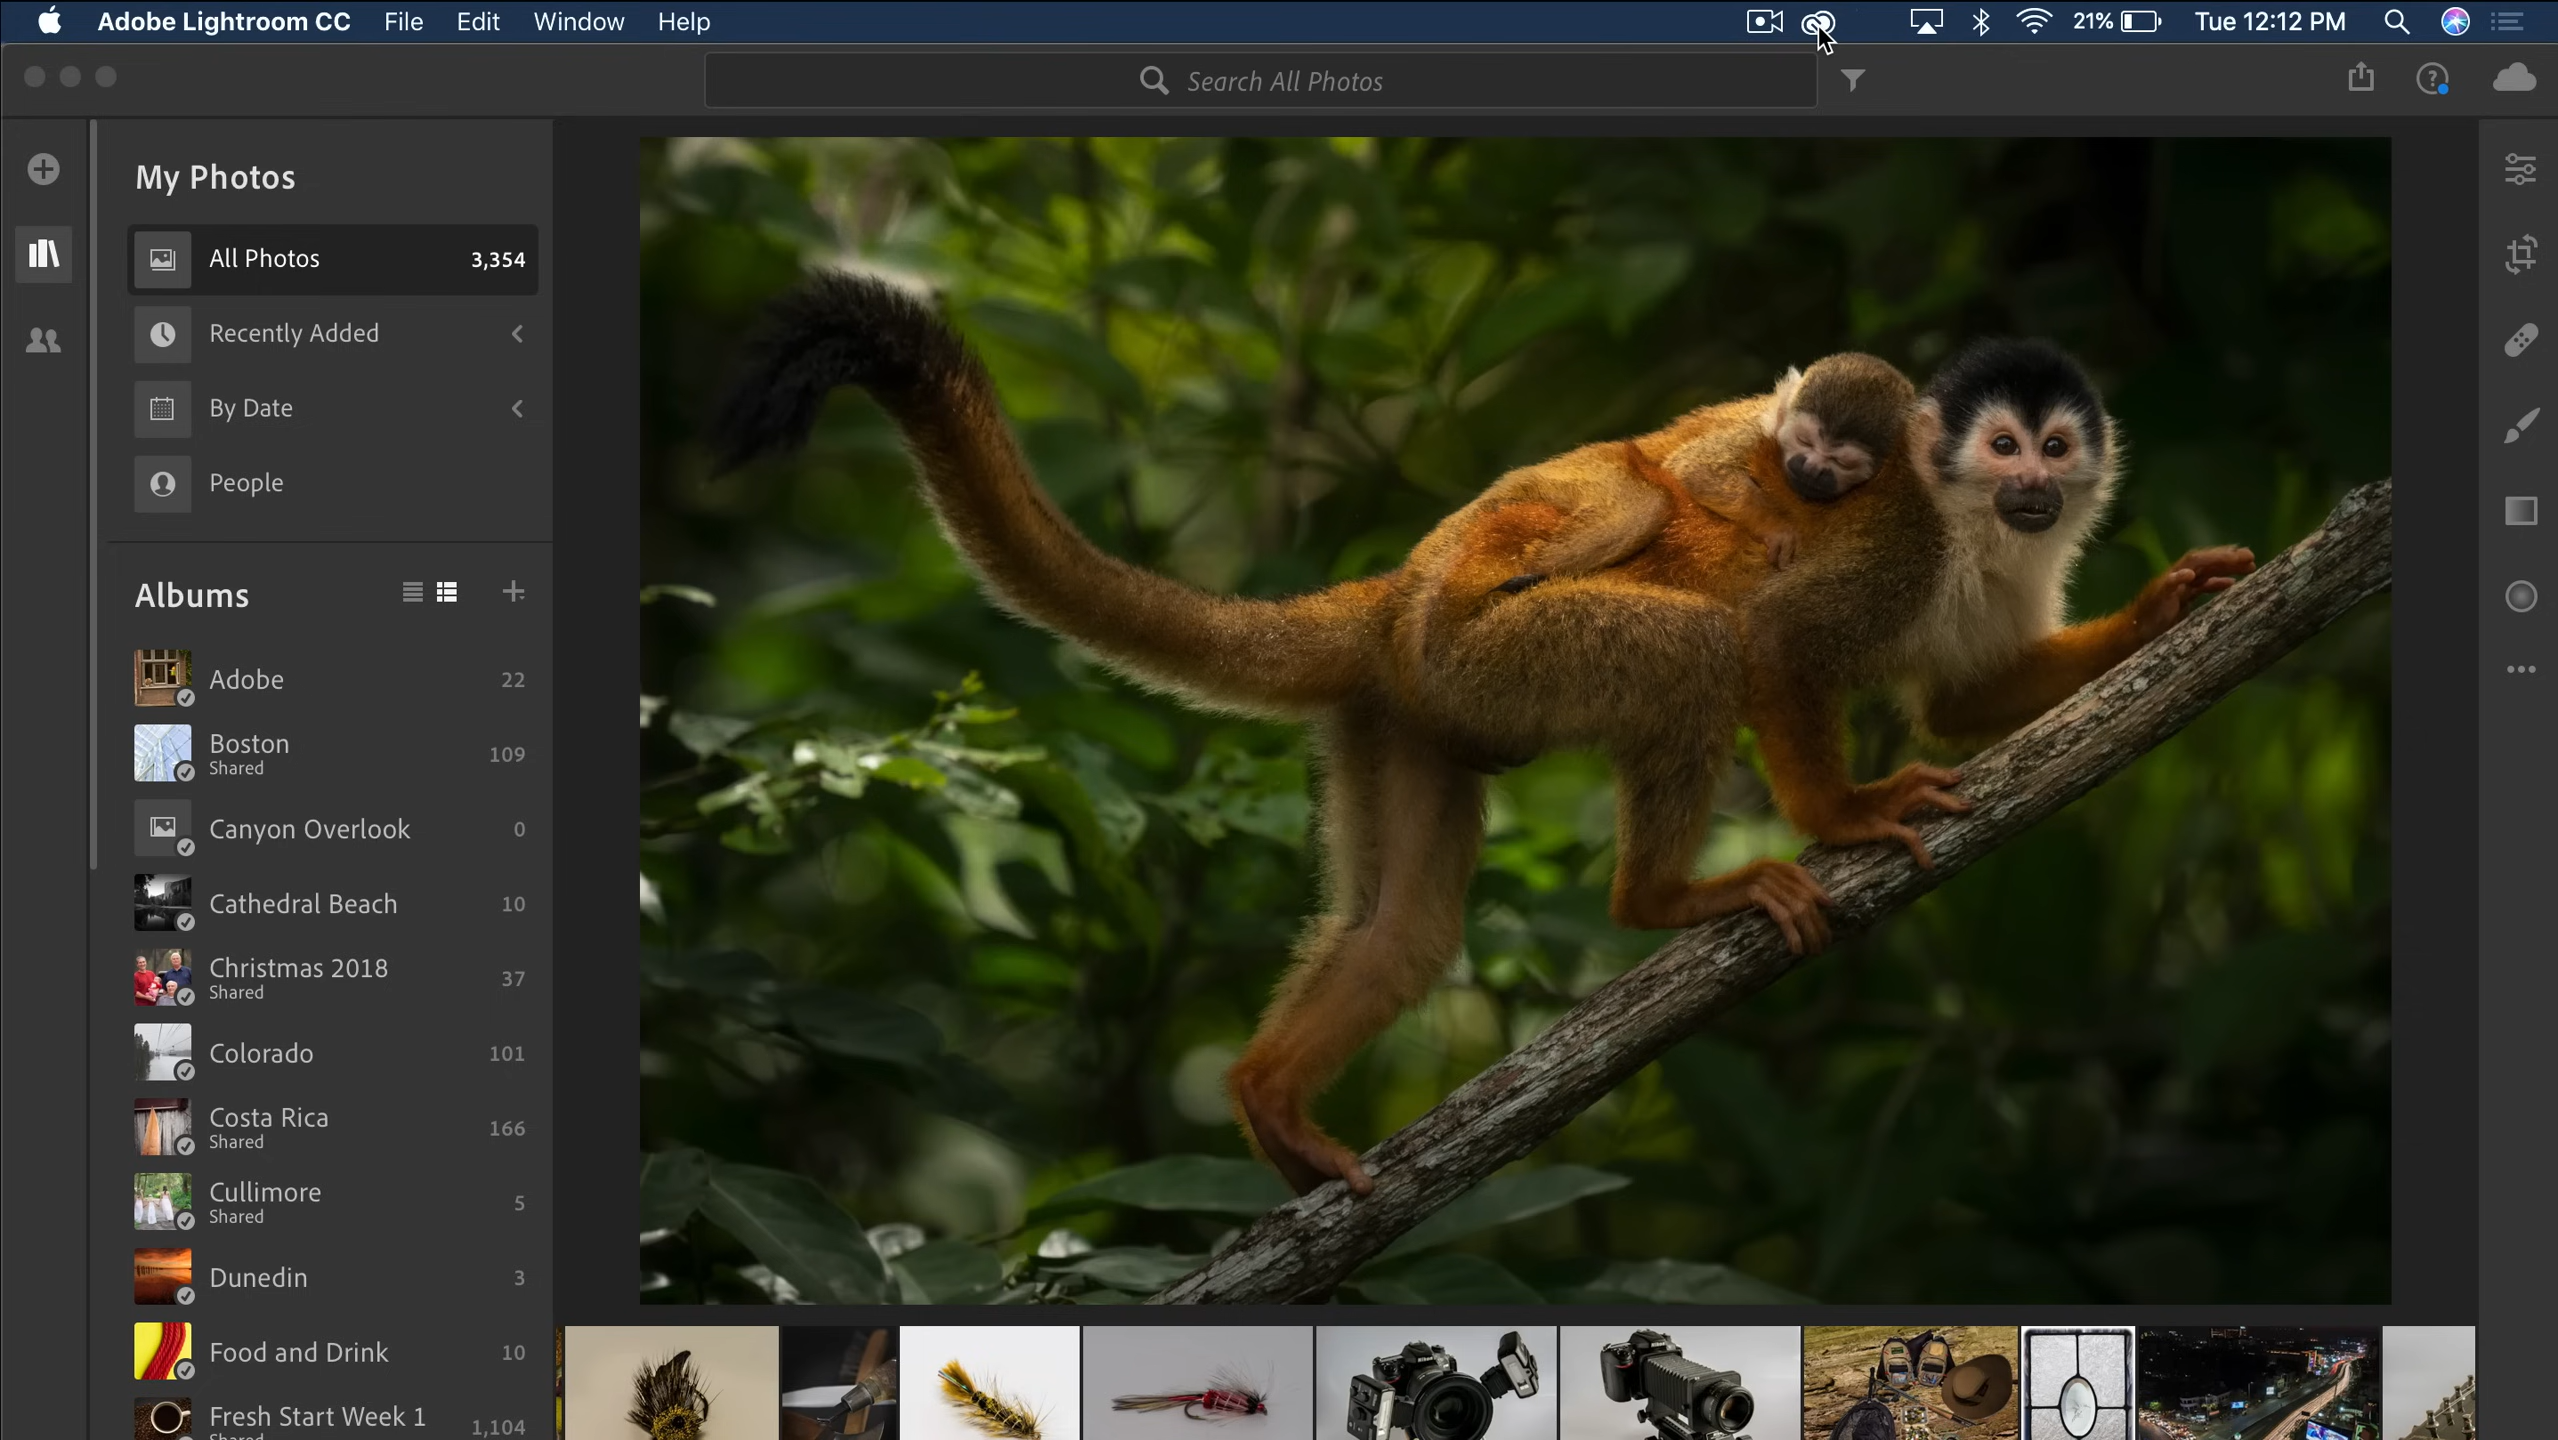 Adobe Lightroom CC File Edit Window Help 21% Tue 12:12 PM
Search All Photos
My Photos
All Photos 3,354
Recently Added
By Date
People
Albums
Adobe 22
Boston 109
Shared
Canyon Overlook 0
Cathedral Beach 10
Christmas 2018 37
Shared
Colorado 101
Costa Rica 166
Shared
Cullimore 5
Shared
Dunedin 3
Food and Drink 10
Fresh Start Week 1 1,104
Shared